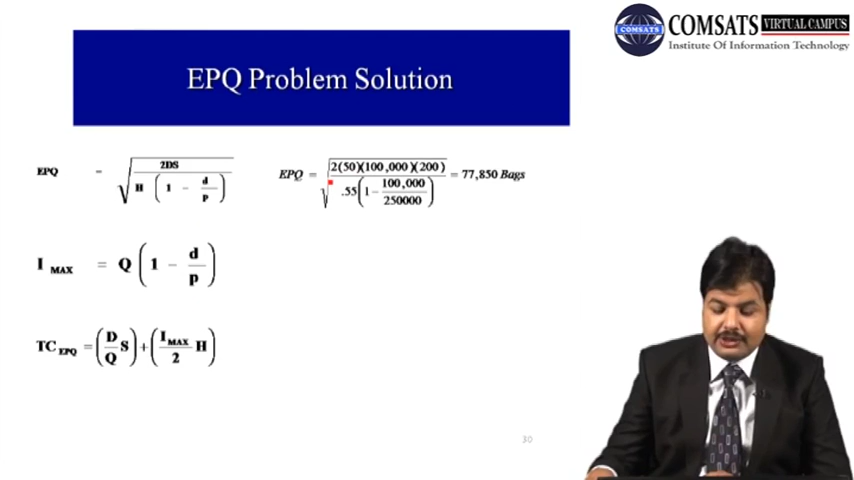 COMSATS
COMSATS VIRTUAL CAMPUS
Institute Of Information Technology
EPQ Problem Solution
EPQ = √(2DS / H (1 − d/p))
EPQ = √(2(50)(100,000)(200) / .55(1 − 100,000/250000)) = 77,850 Bags
I MAX = Q (1 − d/p)
TC EPQ = (D/Q S) + (I MAX/2 H)
30